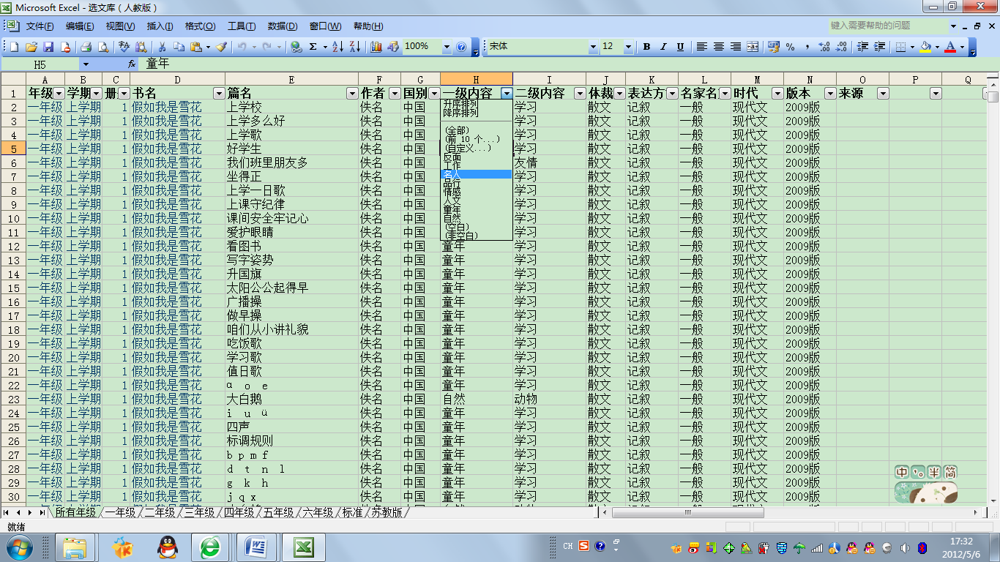 Microsoft Excel - 选文库（人教版）
文件(F) 编辑(E) 视图(V) 插入(I) 格式(O) 工具(T) 数据(D) 窗口(W) 帮助(H) 键入需要帮助的问题
100% 宋体 12 B I U
H5 fx 童年
A B C D E F G H I J K L M N O P Q
1 年级 学期 册 书名 篇名 作者 国别 一级内容 二级内容 体裁 表达方 名家名 时代 版本 来源
2 一年级 上学期 1 假如我是雪花 上学校 佚名 中国 学习 散文 记叙 一般 现代文 2009版
3 一年级 上学期 1 假如我是雪花 上学多么好 佚名 中国 学习 散文 记叙 一般 现代文 2009版
4 一年级 上学期 1 假如我是雪花 上学歌 佚名 中国 学习 散文 记叙 一般 现代文 2009版
5 一年级 上学期 1 假如我是雪花 好学生 佚名 中国 学习 散文 记叙 一般 现代文 2009版
6 一年级 上学期 1 假如我是雪花 我们班里朋友多 佚名 中国 友情 散文 记叙 一般 现代文 2009版
7 一年级 上学期 1 假如我是雪花 坐得正 佚名 中国 学习 散文 记叙 一般 现代文 2009版
8 一年级 上学期 1 假如我是雪花 上学一日歌 佚名 中国 学习 散文 记叙 一般 现代文 2009版
9 一年级 上学期 1 假如我是雪花 上课守纪律 佚名 中国 学习 散文 记叙 一般 现代文 2009版
10 一年级 上学期 1 假如我是雪花 课间安全牢记心 佚名 中国 学习 散文 记叙 一般 现代文 2009版
11 一年级 上学期 1 假如我是雪花 爱护眼睛 佚名 中国 学习 散文 记叙 一般 现代文 2009版
升序排列
降序排列
(全部)
(前 10 个...)
(自定义...)
反面
工作
名人
品行
情感
人文
童年
自然
(空白)
(非空白)
12 一年级 上学期 1 假如我是雪花 看图书 佚名 中国 童年 学习 散文 记叙 一般 现代文 2009版
13 一年级 上学期 1 假如我是雪花 写字姿势 佚名 中国 童年 学习 散文 记叙 一般 现代文 2009版
14 一年级 上学期 1 假如我是雪花 升国旗 佚名 中国 童年 学习 散文 记叙 一般 现代文 2009版
15 一年级 上学期 1 假如我是雪花 太阳公公起得早 佚名 中国 童年 学习 散文 记叙 一般 现代文 2009版
16 一年级 上学期 1 假如我是雪花 广播操 佚名 中国 童年 学习 散文 记叙 一般 现代文 2009版
17 一年级 上学期 1 假如我是雪花 做早操 佚名 中国 童年 学习 散文 记叙 一般 现代文 2009版
18 一年级 上学期 1 假如我是雪花 咱们从小讲礼貌 佚名 中国 童年 学习 散文 记叙 一般 现代文 2009版
19 一年级 上学期 1 假如我是雪花 吃饭歌 佚名 中国 童年 学习 散文 记叙 一般 现代文 2009版
20 一年级 上学期 1 假如我是雪花 学习歌 佚名 中国 童年 学习 散文 记叙 一般 现代文 2009版
21 一年级 上学期 1 假如我是雪花 值日歌 佚名 中国 童年 学习 散文 记叙 一般 现代文 2009版
22 一年级 上学期 1 假如我是雪花 ɑ o e 佚名 中国 童年 学习 散文 记叙 一般 现代文 2009版
23 一年级 上学期 1 假如我是雪花 大白鹅 佚名 中国 自然 动物 散文 记叙 一般 现代文 2009版
24 一年级 上学期 1 假如我是雪花 i u ü 佚名 中国 童年 学习 散文 记叙 一般 现代文 2009版
25 一年级 上学期 1 假如我是雪花 四声 佚名 中国 童年 学习 散文 记叙 一般 现代文 2009版
26 一年级 上学期 1 假如我是雪花 标调规则 佚名 中国 童年 学习 散文 记叙 一般 现代文 2009版
27 一年级 上学期 1 假如我是雪花 b p m f 佚名 中国 童年 学习 散文 记叙 一般 现代文 2009版
28 一年级 上学期 1 假如我是雪花 d t n l 佚名 中国 童年 学习 散文 记叙 一般 现代文 2009版
29 一年级 上学期 1 假如我是雪花 g k h 佚名 中国 童年 学习 散文 记叙 一般 现代文 2009版
30 一年级 上学期 1 假如我是雪花 j q x 佚名 中国 童年 学习 散文 记叙 一般 现代文 2009版
中 半 简
所有年级 一年级 二年级 三年级 四年级 五年级 六年级 标准 苏教版
就绪
CH 17:32
2012/5/6